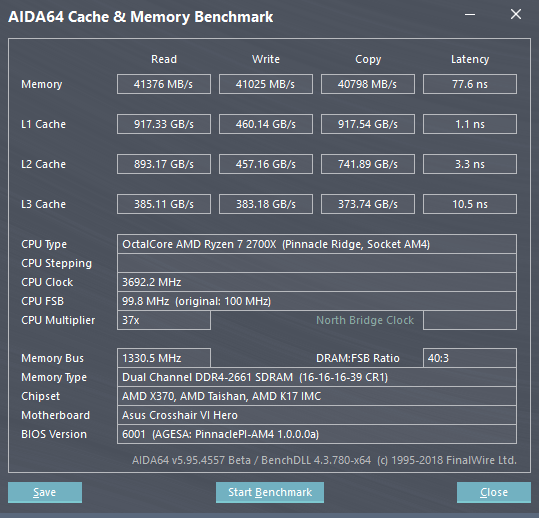 AIDA64 Cache & Memory Benchmark
Read Write Copy Latency
Memory 41376 MB/s 41025 MB/s 40798 MB/s 77.6 ns
L1 Cache 917.33 GB/s 460.14 GB/s 917.54 GB/s 1.1 ns
L2 Cache 893.17 GB/s 457.16 GB/s 741.89 GB/s 3.3 ns
L3 Cache 385.11 GB/s 383.18 GB/s 373.74 GB/s 10.5 ns
CPU Type OctalCore AMD Ryzen 7 2700X (Pinnacle Ridge, Socket AM4)
CPU Stepping
CPU Clock 3692.2 MHz
CPU FSB 99.8 MHz (original: 100 MHz)
CPU Multiplier 37x North Bridge Clock
Memory Bus 1330.5 MHz DRAM:FSB Ratio 40:3
Memory Type Dual Channel DDR4-2661 SDRAM (16-16-16-39 CR1)
Chipset AMD X370, AMD Taishan, AMD K17 IMC
Motherboard Asus Crosshair VI Hero
BIOS Version 6001 (AGESA: PinnaclePI-AM4 1.0.0.0a)
AIDA64 v5.95.4557 Beta / BenchDLL 4.3.780-x64 (c) 1995-2018 FinalWire Ltd.
Save Start Benchmark Close